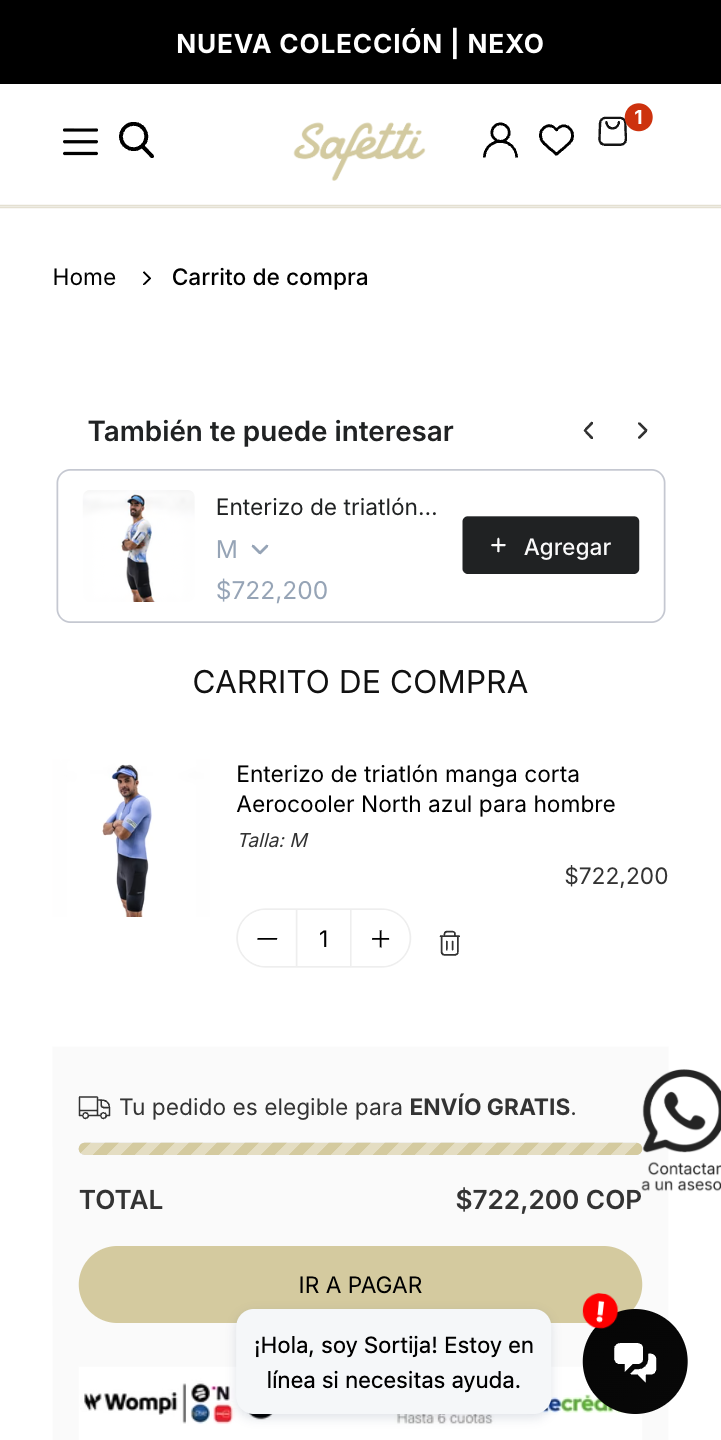 NUEVA COLECCIÓN | NEXO
Safetti
1
Home > Carrito de compra
También te puede interesar
Enterizo de triatlón...
M
$722,200
+ Agregar
CARRITO DE COMPRA
Enterizo de triatlón manga corta
Aerocooler North azul para hombre
Talla: M
$722,200
— 1 +
Tu pedido es elegible para ENVÍO GRATIS.
Contactar
a un aseso
TOTAL $722,200 COP
IR A PAGAR
¡Hola, soy Sortija! Estoy en
línea si necesitas ayuda.
!
Wompi
Hasta 6 cuotas